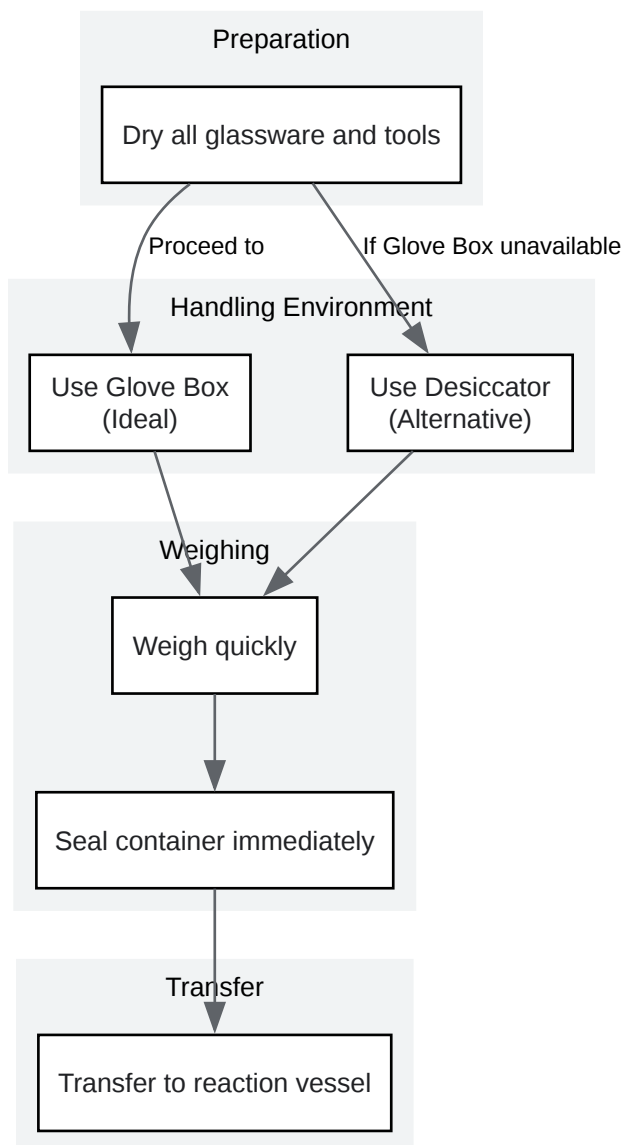 Preparation
Dry all glassware and tools
Proceed to
If Glove Box unavailable
Handling Environment
Use Glove Box
(Ideal)
Use Desiccator
(Alternative)
Weighing
Weigh quickly
Seal container immediately
Transfer
Transfer to reaction vessel